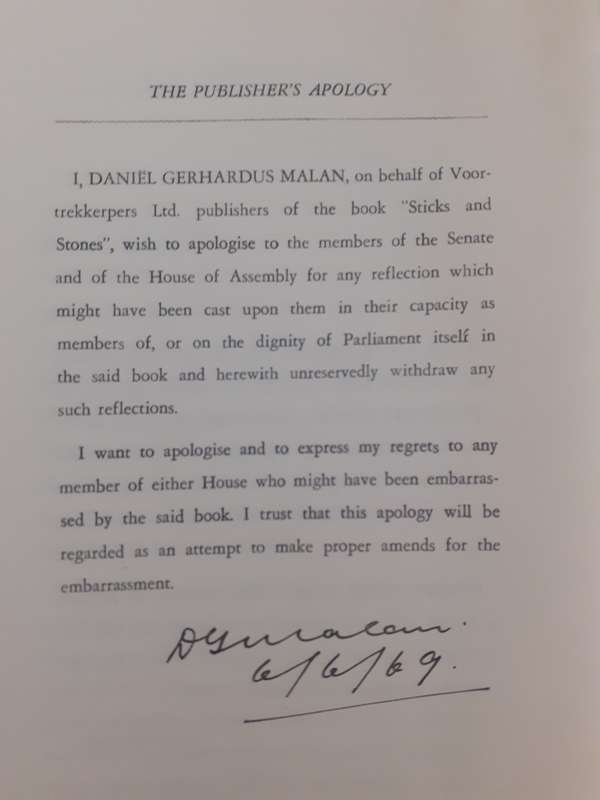 THE PUBLISHER'S APOLOGY
I, DANIËL GERHARDUS MALAN, on behalf of Voor-
trekkerpers Ltd. publishers of the book "Sticks and
Stones", wish to apologise to the members of the Senate
and of the House of Assembly for any reflection which
might have been cast upon them in their capacity as
members of, or on the dignity of Parliament itself in
the said book and herewith unreservedly withdraw any
such reflections.
I want to apologise and to express my regrets to any
member of either House who might have been embarras-
sed by the said book. I trust that this apology will be
regarded as an attempt to make proper amends for the
embarrassment.
DGMalan.
6/6/69.